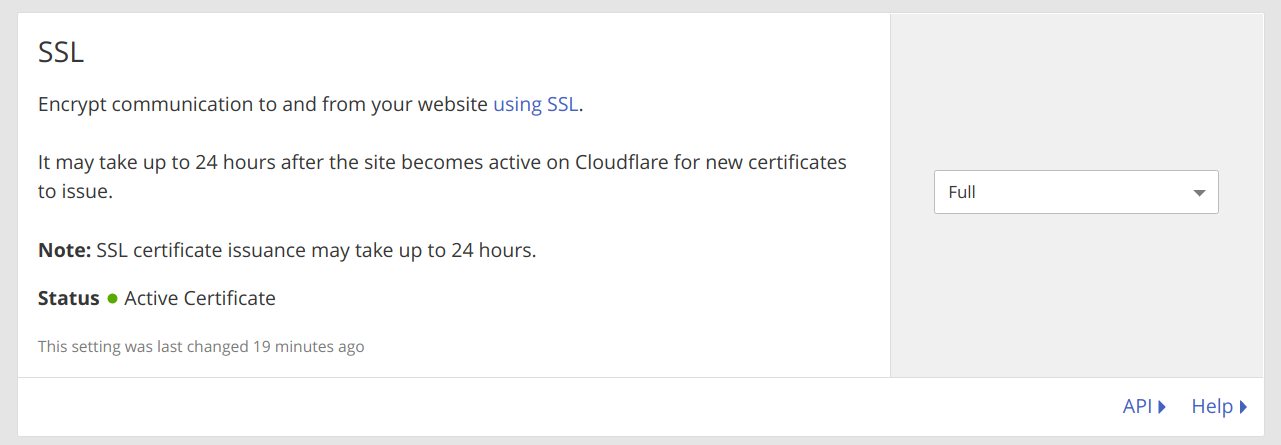 SSL
Encrypt communication to and from your website using SSL.
It may take up to 24 hours after the site becomes active on Cloudflare for new certificates
to issue.
Full
Note: SSL certificate issuance may take up to 24 hours.
Status Active Certificate
This setting was last changed 19 minutes ago
API
Help